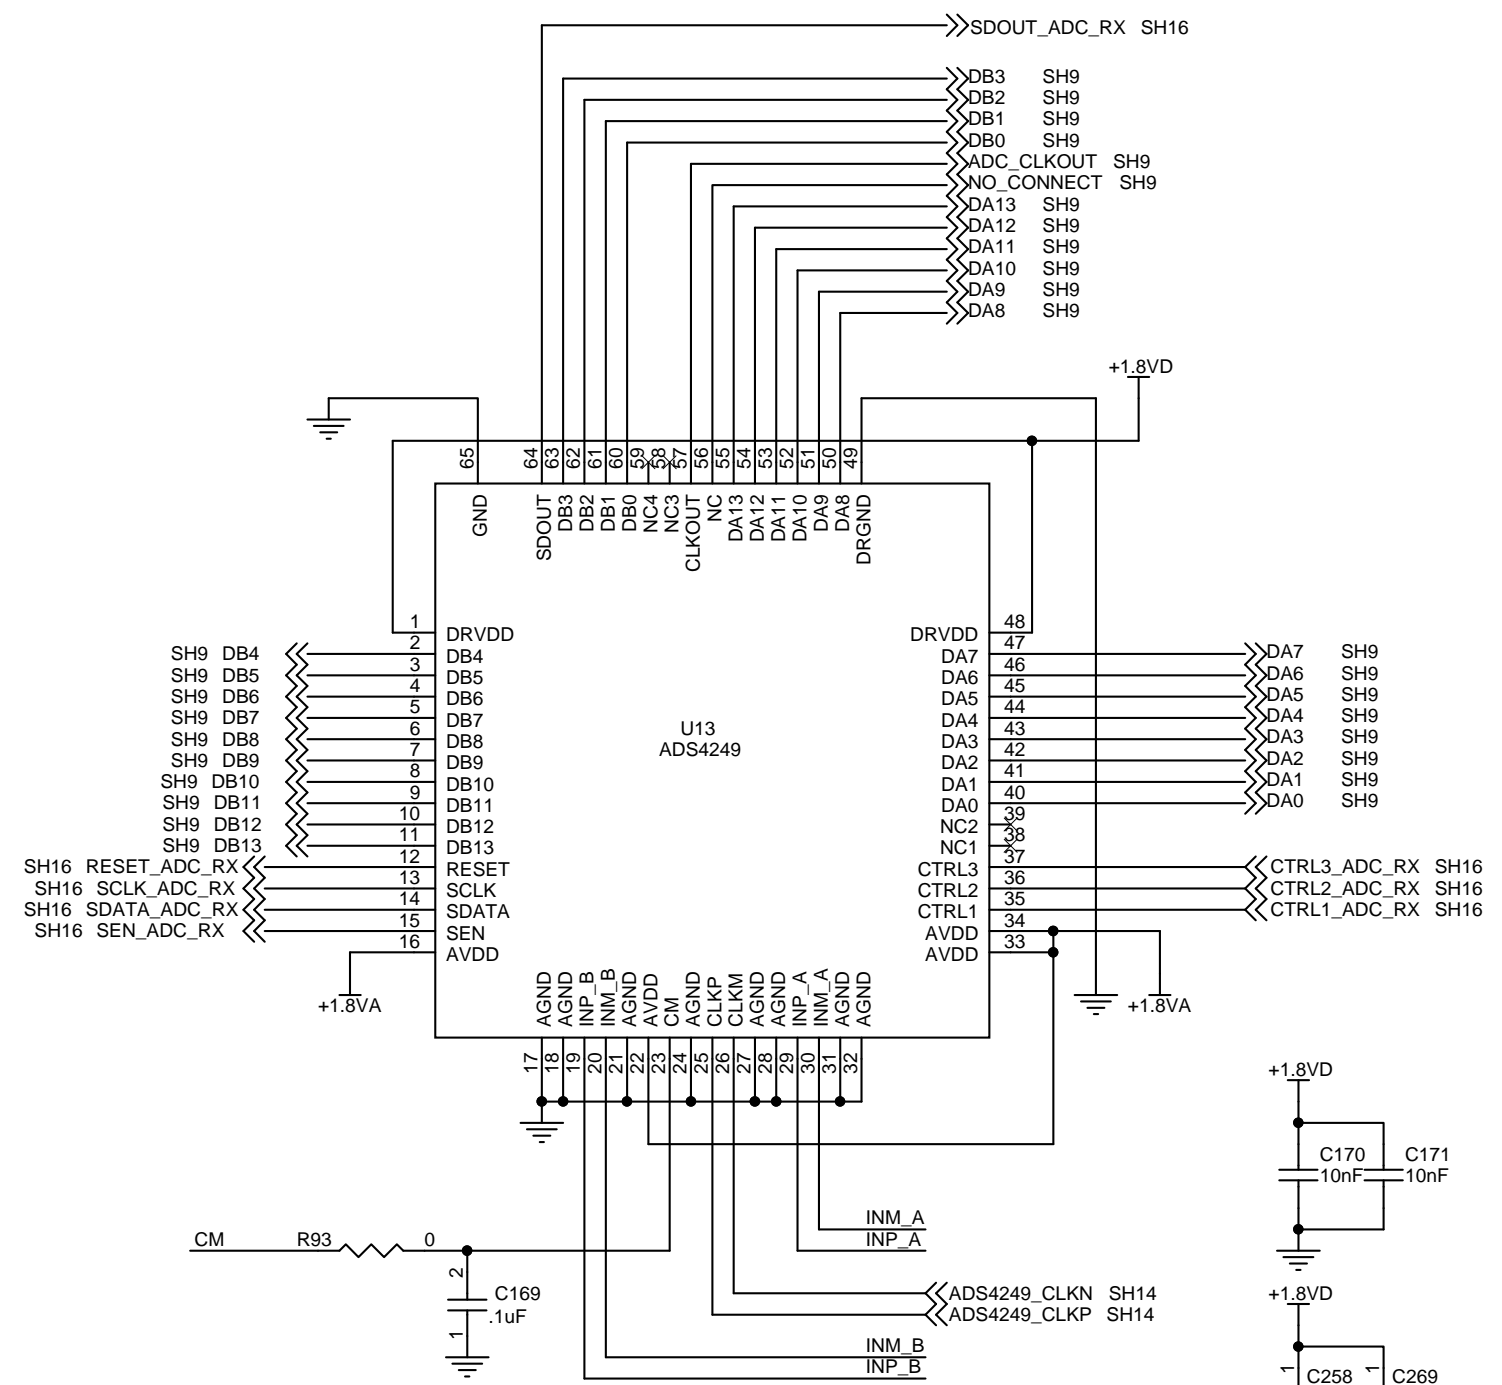 SDOUT_ADC_RX SH16
DB3 SH9
DB2 SH9
DB1 SH9
DB0 SH9
ADC_CLKOUT SH9
NO_CONNECT SH9
DA13 SH9
DA12 SH9
DA11 SH9
DA10 SH9
DA9 SH9
DA8 SH9
+1.8VD
65 64 63 62 61 60 59 58 57 56 55 54 53 52 51 50 49
GND SDOUT DB3 DB2 DB1 DB0 NC4 NC3 CLKOUT NC DA13 DA12 DA11 DA10 DA9 DA8 DRGND
1 DRVDD DRVDD 48
SH9 DB4 2 DB4 DA7 47 DA7 SH9
SH9 DB5 3 DB5 DA6 46 DA6 SH9
SH9 DB6 4 DB6 DA5 45 DA5 SH9
SH9 DB7 5 DB7 DA4 44 DA4 SH9
SH9 DB8 6 DB8 DA3 43 DA3 SH9
SH9 DB9 7 DB9 DA2 42 DA2 SH9
SH9 DB10 8 DB10 DA1 41 DA1 SH9
SH9 DB11 9 DB11 DA0 40 DA0 SH9
SH9 DB12 10 DB12 NC2 39
SH9 DB13 11 DB13 NC1 38
SH16 RESET_ADC_RX 12 RESET CTRL3 37 CTRL3_ADC_RX SH16
SH16 SCLK_ADC_RX 13 SCLK CTRL2 36 CTRL2_ADC_RX SH16
SH16 SDATA_ADC_RX 14 SDATA CTRL1 35 CTRL1_ADC_RX SH16
SH16 SEN_ADC_RX 15 SEN AVDD 34
16 AVDD AVDD 33
U13
ADS4249
+1.8VA
+1.8VA
AGND AGND INP_B INM_B AGND AVDD CM AGND CLKP CLKM AGND AGND INP_A INM_A AGND AGND
17 18 19 20 21 22 23 24 25 26 27 28 29 30 31 32
+1.8VD
C170 C171
10nF 10nF
INM_A
INP_A
CM R93 0
2
C169
.1uF
1
ADS4249_CLKN SH14
ADS4249_CLKP SH14
+1.8VD
INM_B
INP_B
1 C258 1 C269